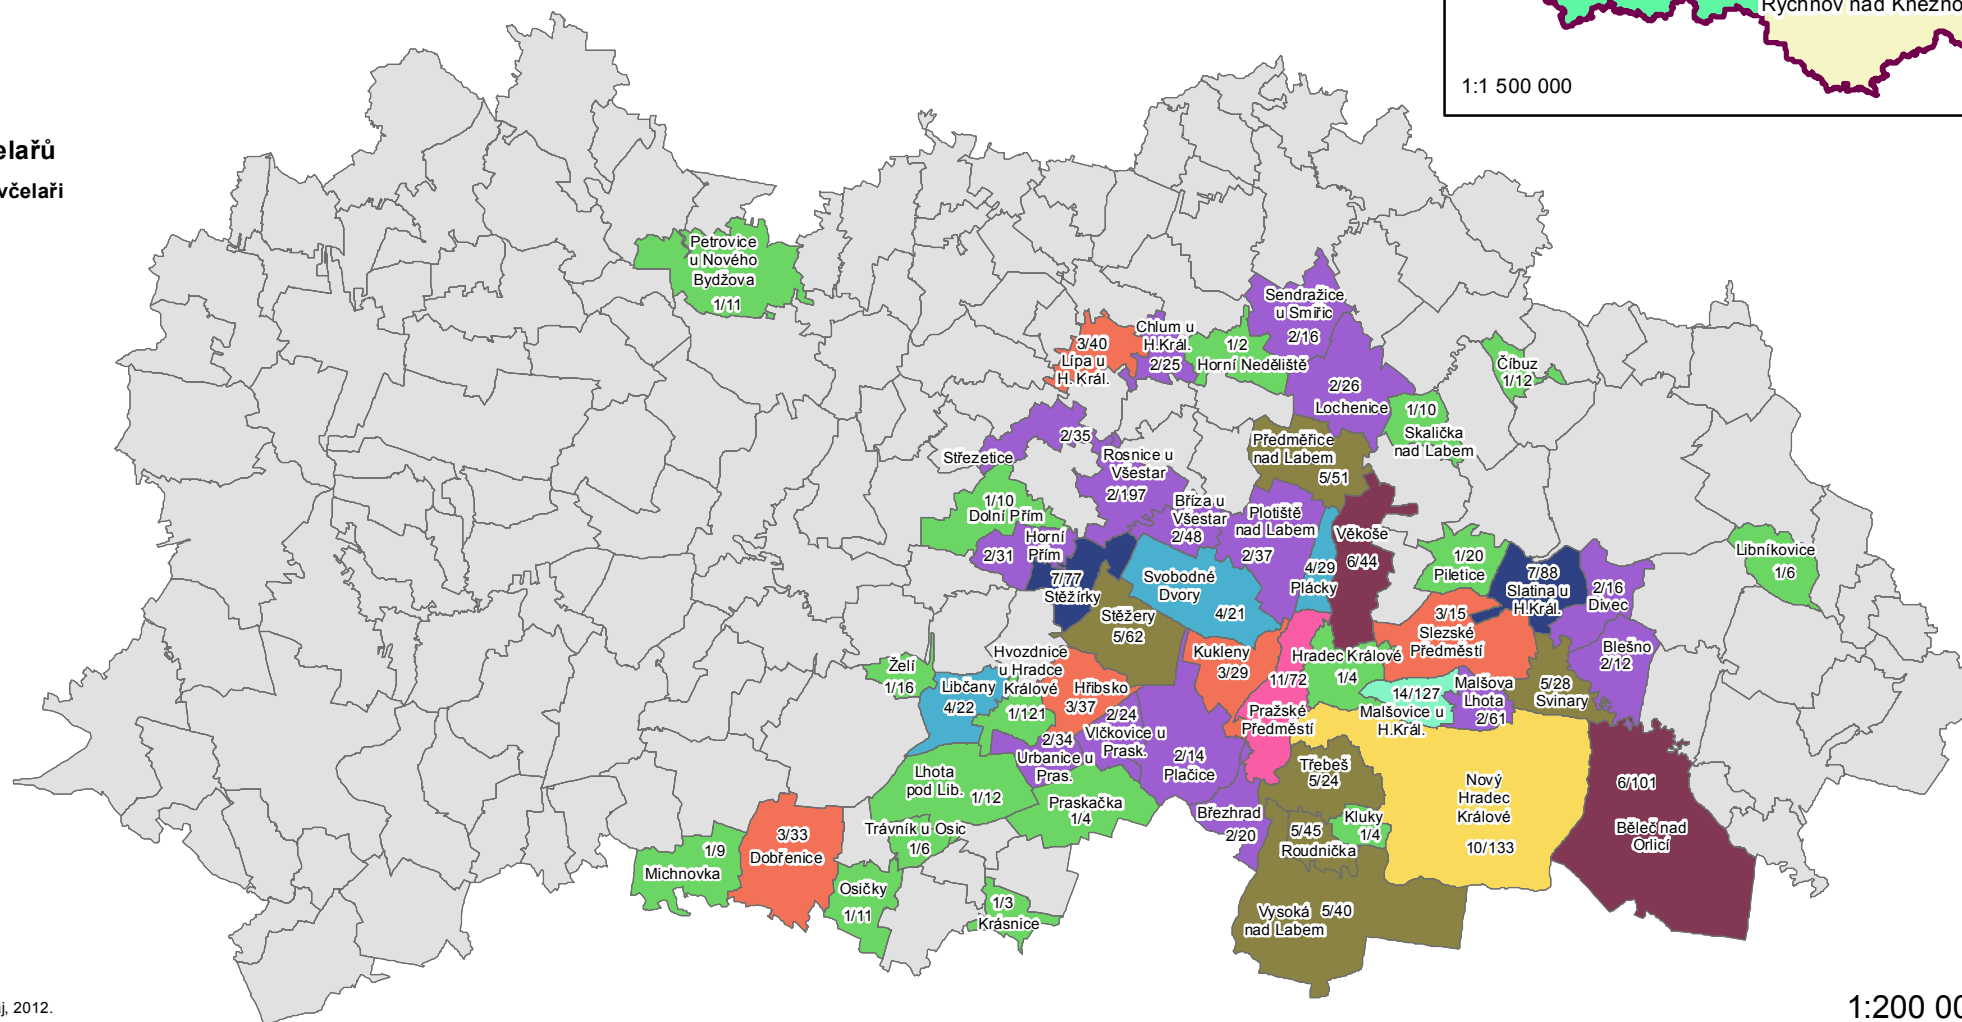 Rychnov nad Kněžno
1:1 500 000
elařů
včelaři
Petrovice
u Nového
Bydžova
1/11
Sendražice
u Smiřic
2/16
Chlum u
H.Král.
2/25
3/40
Lípa u
H. Král.
1/2
Horní Neděliště
Číbuz
1/12
2/26
Lochenice
1/10
Skalička
nad Labem
2/35
Střezetice
Předměřice
nad Labem
5/51
Rosnice u
Všestar
2/197
1/10
Dolní Přím
Bříza u
Všestar
2/48
Plotiště
nad Labem
2/37
Věkoše
6/44
Horní
Přím
2/31
1/20
Piletice
Libníkovice
1/6
7/77
Stěžírky
Svobodné
Dvory
4/21
4/29
Plácky
7/88
Slatina u
H.Král.
2/16
Divec
Stěžery
5/62
3/15
Slezské
Předměstí
Blešno
2/12
Hvozdnice
u Hradce
Králové
1/121
Kukleny
3/29
Hradec Králové
1/4
Želí
1/16
Libčany
4/22
Hřibsko
3/37
11/72
Pražské
Předměstí
14/127
Malšovice u
H.Král.
Malšova
Lhota
2/61
5/28
Svinary
2/24
Vlčkovice u
Prask.
2/34
Urbanice u
Pras.
2/14
Plačice
Třebeš
5/24
Lhota
pod Lib.
1/12
Praskačka
1/4
Nový
Hradec
Králové
10/133
6/101
Běleč nad
Orlicí
Březhrad
2/20
Kluky
1/4
5/45
Roudnička
Trávník u Osic
1/6
3/33
Dobřenice
1/9
Michnovka
Osičky
1/11
1/3
Krásnice
Vysoká
nad Labem
5/40
j, 2012.
1:200 00